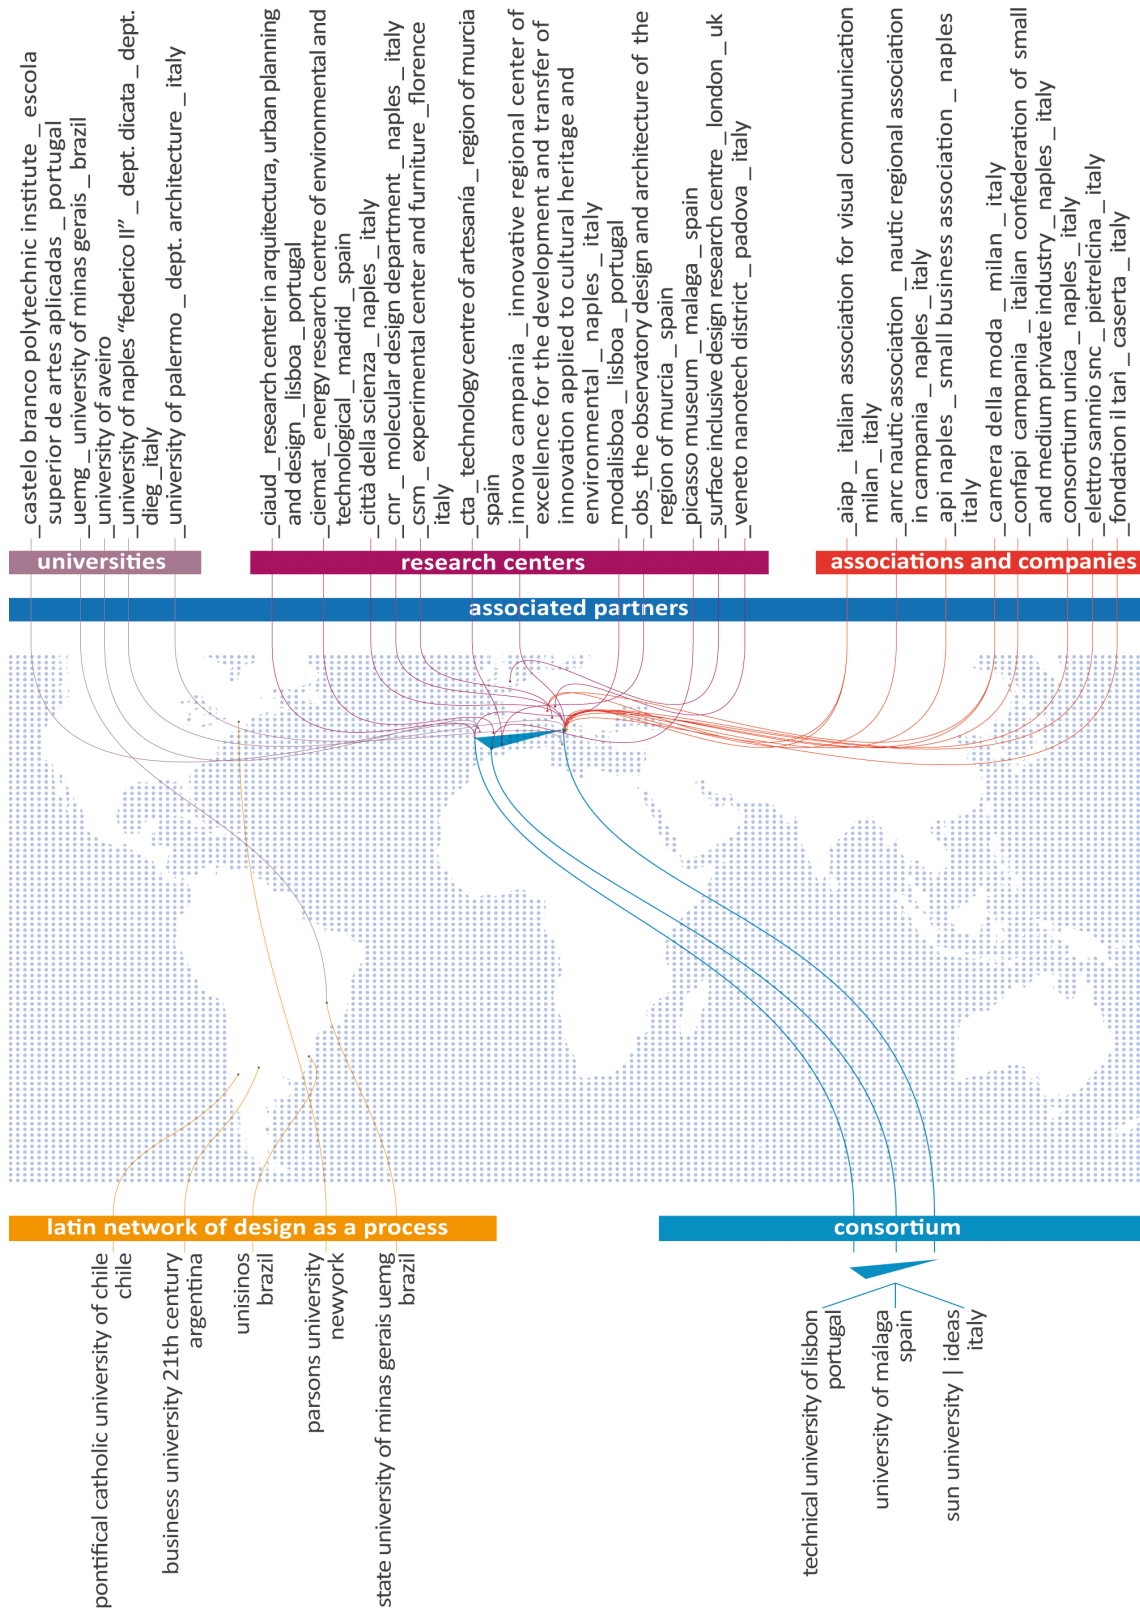 _castelo branco polytechnic institute _ escola
superior de artes aplicadas _ portugal
_uemg_ university of minas gerais _ brazil
_university of aveiro
_university of naples “federico II” _ dept. dicata _ dept.
dieg_italy
_university of palermo _ dept. architecture _ italy
_ciaud_ research center in arquitectura, urban planning
and design _ lisboa _ portugal
_ciemat _ energy research centre of environmental and
technological _ madrid _ spain
_città della scienza _ naples _ italy
_cnr _ molecular design department _ naples _ italy
_csm _ experimental center and furniture _ florence
italy
_cta _ technology centre of artesanía _ region of murcia
spain
_innova campania _ innovative regional center of
excellence for the development and transfer of
innovation applied to cultural heritage and
environmental _ naples _ italy
_modalisboa _ lisboa _ portugal
_obs_ the observatory design and architecture of the
region of murcia _ spain
_picasso museum _ malaga _ spain
_surface inclusive design research centre _ london _ uk
_veneto nanotech district _ padova _ italy
_aiap _ italian association for visual communication
milan _ italy
_anrc nautic association _ nautic regional association
in campania _ naples _ italy
_api naples _ small business association _ naples
italy
_camera della moda _ milan _ italy
_confapi campania _ italian confederation of small
and medium private industry _ naples _ italy
_consortium unica _ naples _ italy
_elettro sannio snc _ pietrelcina _ italy
_fondation il tari _ caserta _ italy
universities
research centers
associations and companies
associated partners
latin network of design as a process
consortium
pontifical catholic university of chile
chile
business university 21th century
argentina
unisinos
brazil
parsons university
newyork
state university of minas gerais uemg
brazil
technical university of lisbon
portugal
university of málaga
spain
sun university | ideas
italy